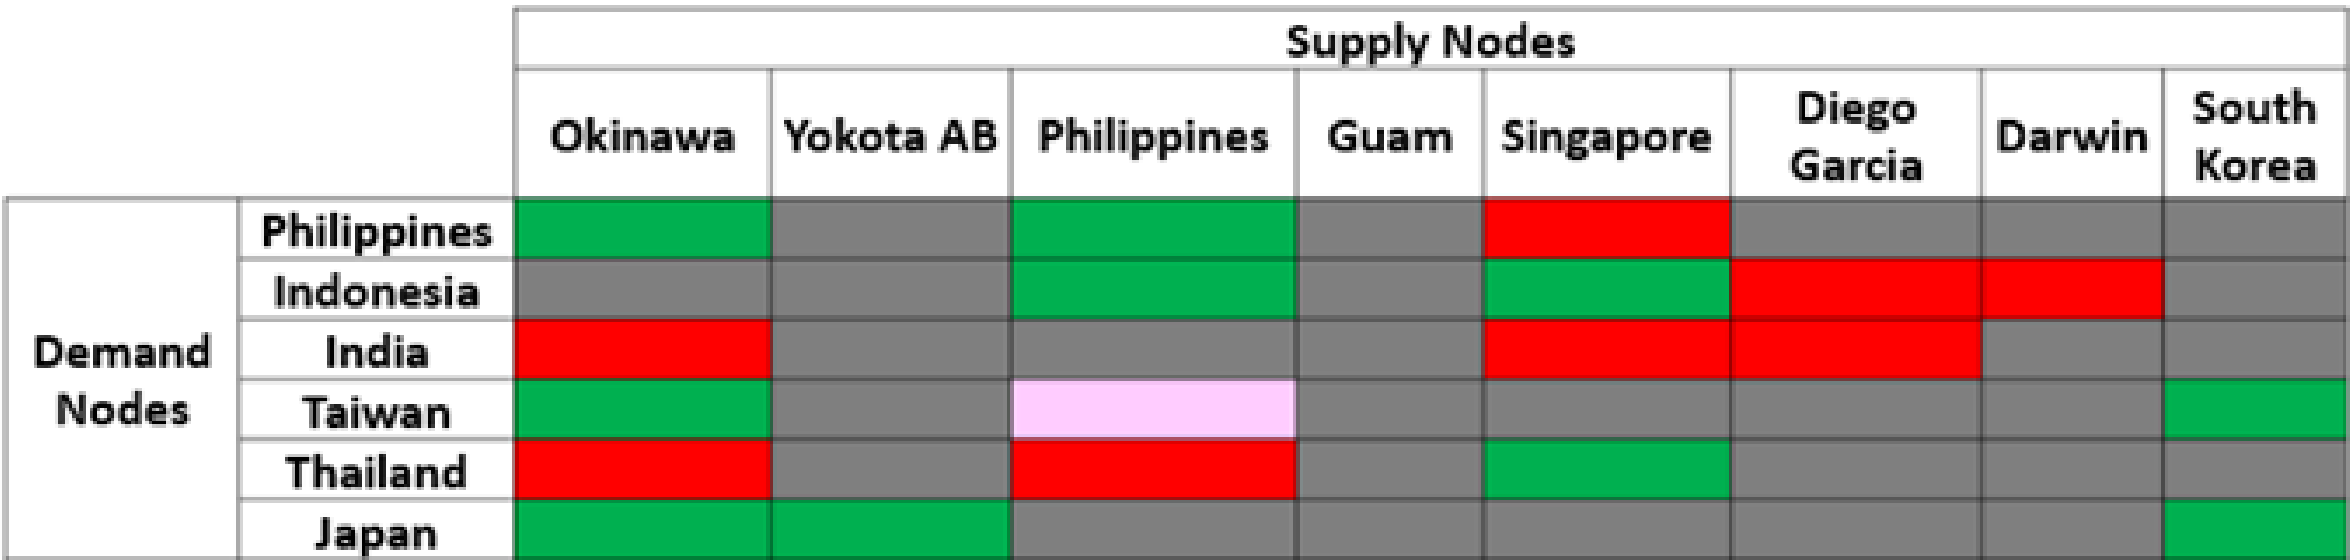 Supply Nodes
Okinawa Yokota AB Philippines Guam Singapore Diego Garcia Darwin South Korea
Demand Nodes
Philippines
Indonesia
India
Taiwan
Thailand
Japan